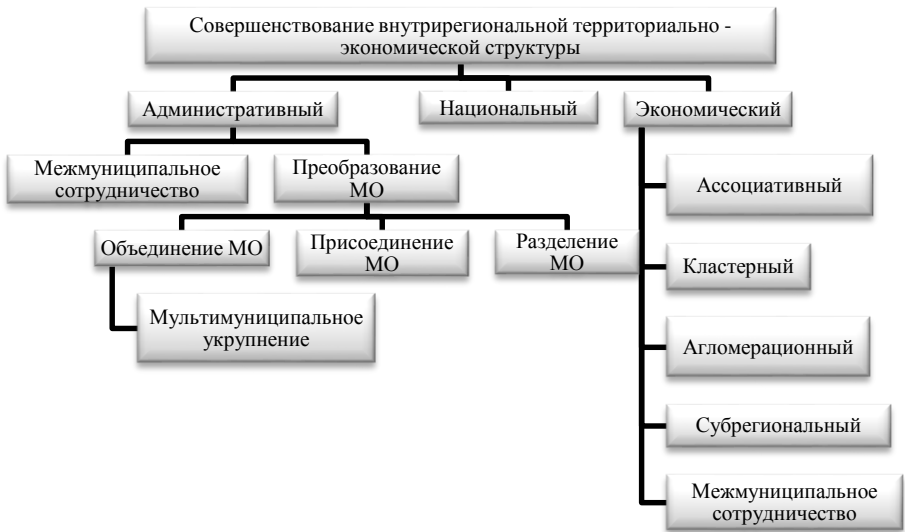 Совершенствование внутрирегиональной территориально -
экономической структуры
Административный
Национальный
Экономический
Межмуниципальное
сотрудничество
Преобразование
МО
Объединение МО
Присоединение
МО
Разделение
МО
Мультимуниципальное
укрупнение
Ассоциативный
Кластерный
Агломерационный
Субрегиональный
Межмуниципальное
сотрудничество